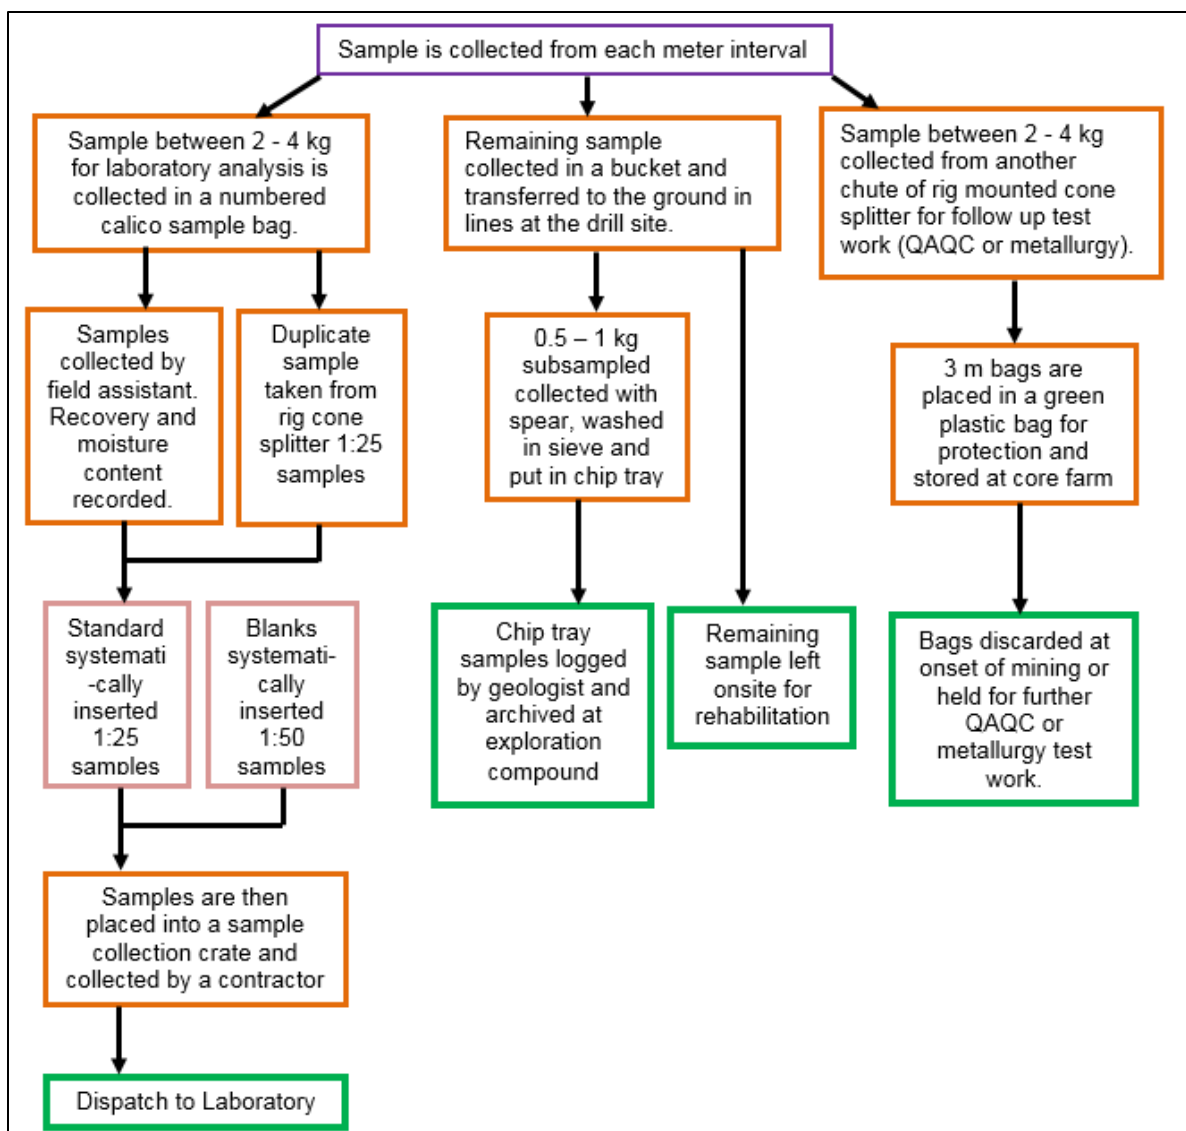 Sample is collected from each meter interval
Sample between 2 - 4 kg
for laboratory analysis is
collected in a numbered
calico sample bag.
Remaining sample
collected in a bucket and
transferred to the ground in
lines at the drill site.
Sample between 2 - 4 kg
collected from another
chute of rig mounted cone
splitter for follow up test
work (QAQC or metallurgy).
Samples
collected by
field assistant.
Recovery and
moisture
content
recorded.
Duplicate
sample
taken from
rig cone
splitter 1:25
samples
0.5 – 1 kg
subsampled
collected with
spear, washed
in sieve and
put in chip tray
3 m bags are
placed in a green
plastic bag for
protection and
stored at core farm
Standard
systemati
-cally
inserted
1:25
samples
Blanks
systemati-
cally
inserted
1:50
samples
Chip tray
samples logged
by geologist and
archived at
exploration
compound
Remaining
sample left
onsite for
rehabilitation
Bags discarded at
onset of mining or
held for further
QAQC or
metallurgy test
work.
Samples are then
placed into a sample
collection crate and
collected by a contractor
Dispatch to Laboratory